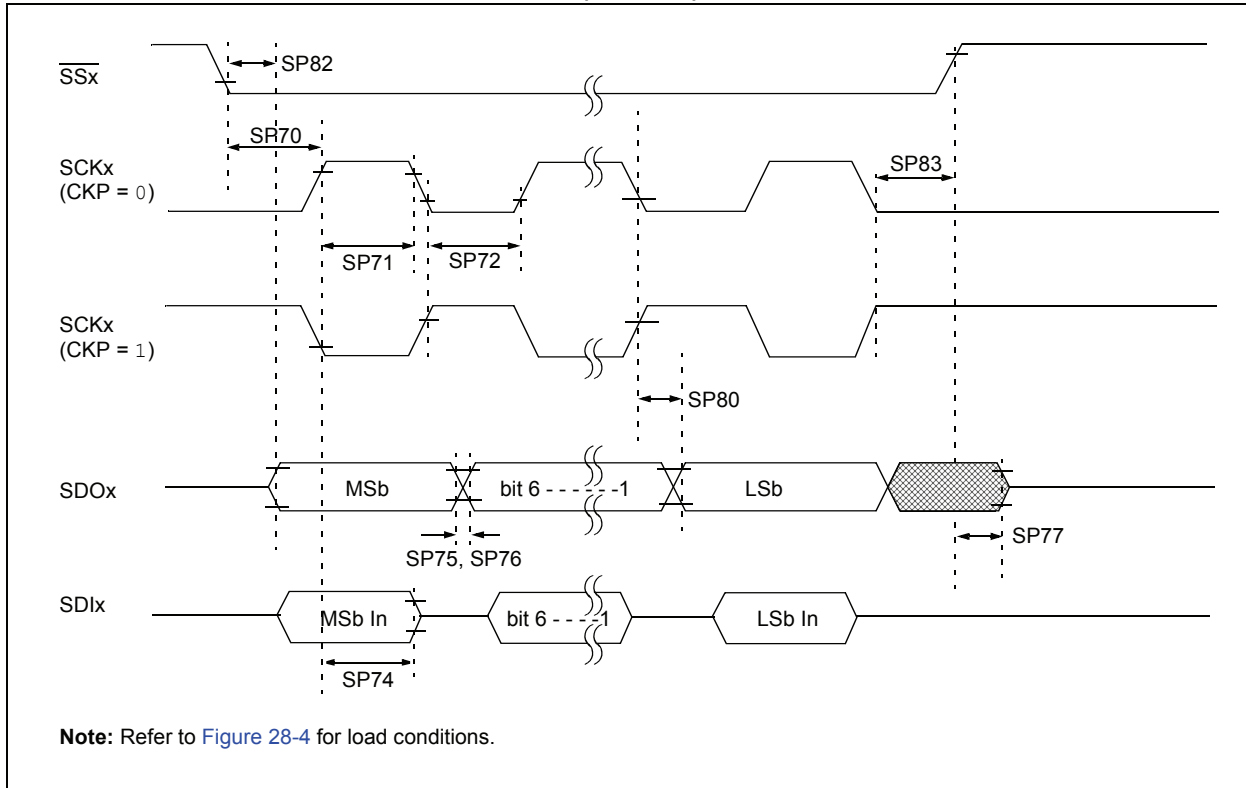 SSx
SP82
SP70
SCKx
(CKP = 0)
SP83
SP71
SP72
SCKx
(CKP = 1)
SP80
SDOx
MSb
bit 6 - - - - - -1
LSb
SP77
SP75, SP76
SDIx
MSb In
bit 6 - - - -1
LSb In
SP74
Note: Refer to Figure 28-4 for load conditions.